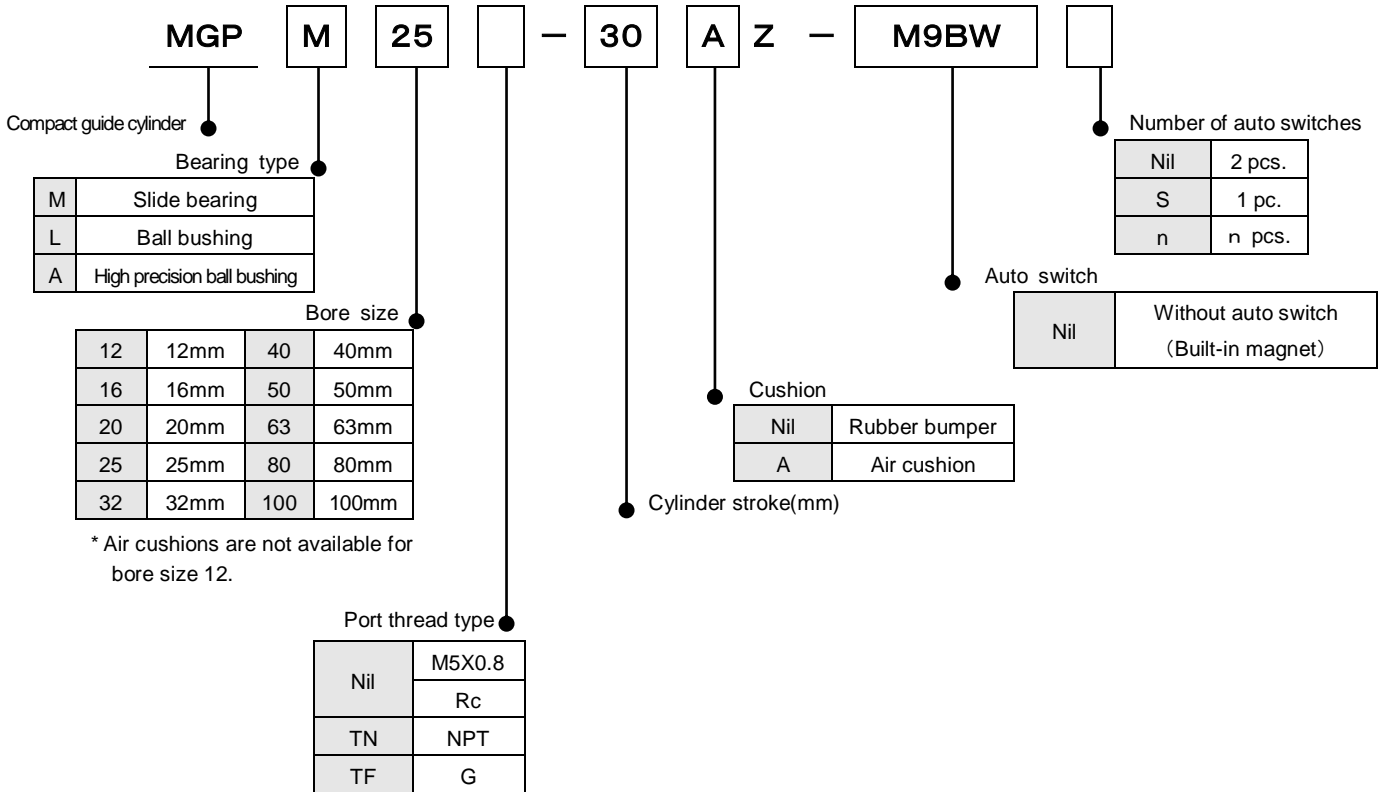 MGP M 25 - 30 A Z - M9BW
Compact guide cylinder
Bearing type
M Slide bearing
L Ball bushing
A High precision ball bushing
Bore size
12 12mm 40 40mm
16 16mm 50 50mm
20 20mm 63 63mm
25 25mm 80 80mm
32 32mm 100 100mm
* Air cushions are not available for
bore size 12.
Port thread type
Nil M5X0.8
Rc
TN NPT
TF G
Cylinder stroke(mm)
Cushion
Nil Rubber bumper
A Air cushion
Auto switch
Nil Without auto switch
（Built-in magnet）
Number of auto switches
Nil 2 pcs.
S 1 pc.
n ｎ pcs.